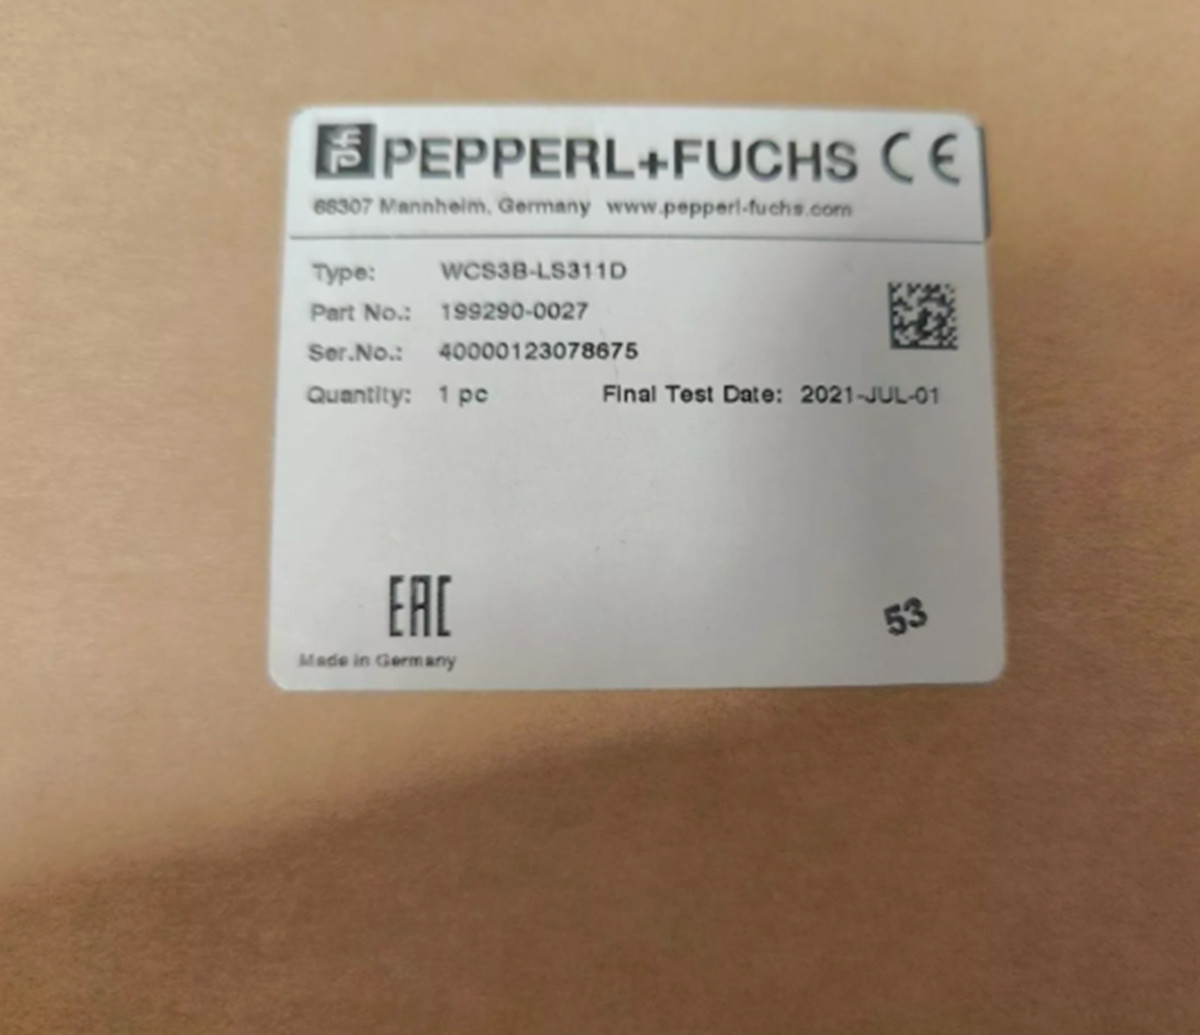 PEPPERL+FUCHS CE
68307 Mannheim, Germany www.pepperl-fuchs.com
Type: WCS3B-LS311D
Part No.: 199290-0027
Ser.No.: 40000123078675
Quantity: 1 pc Final Test Date: 2021-JUL-01
EAC
53
Made in Germany